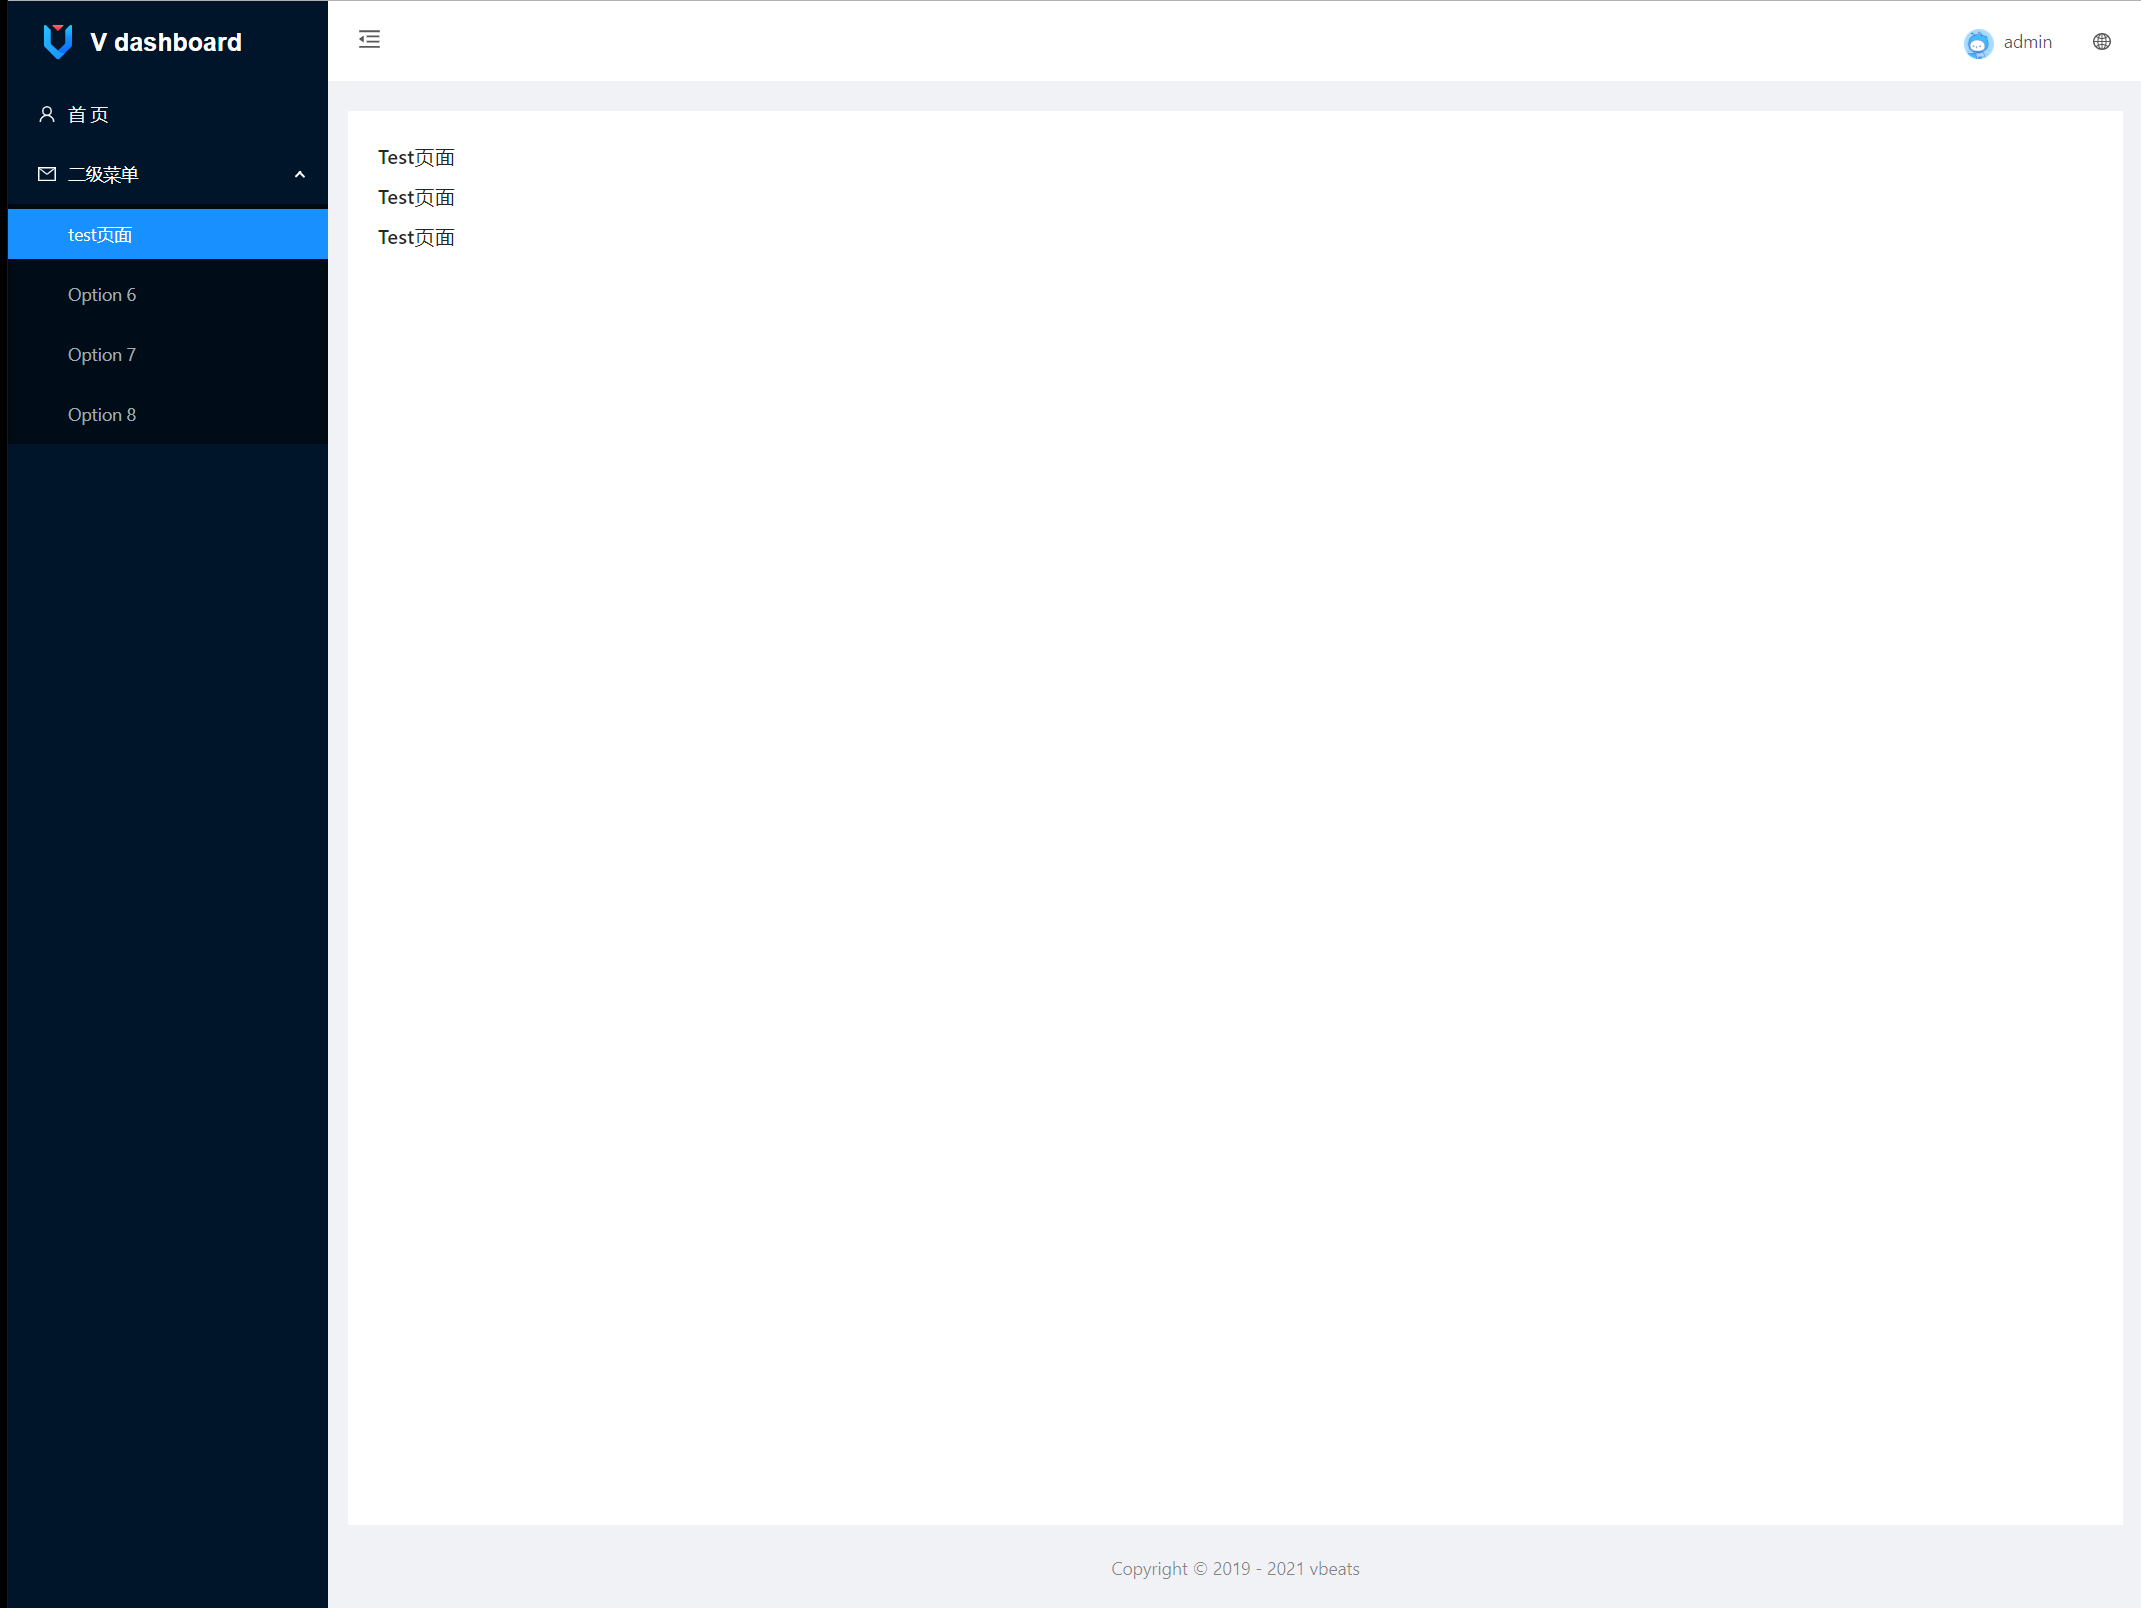 V dashboard
首 页
二级菜单
test页面
Option 6
Option 7
Option 8
admin
Test页面
Test页面
Test页面
Copyright © 2019 - 2021 vbeats